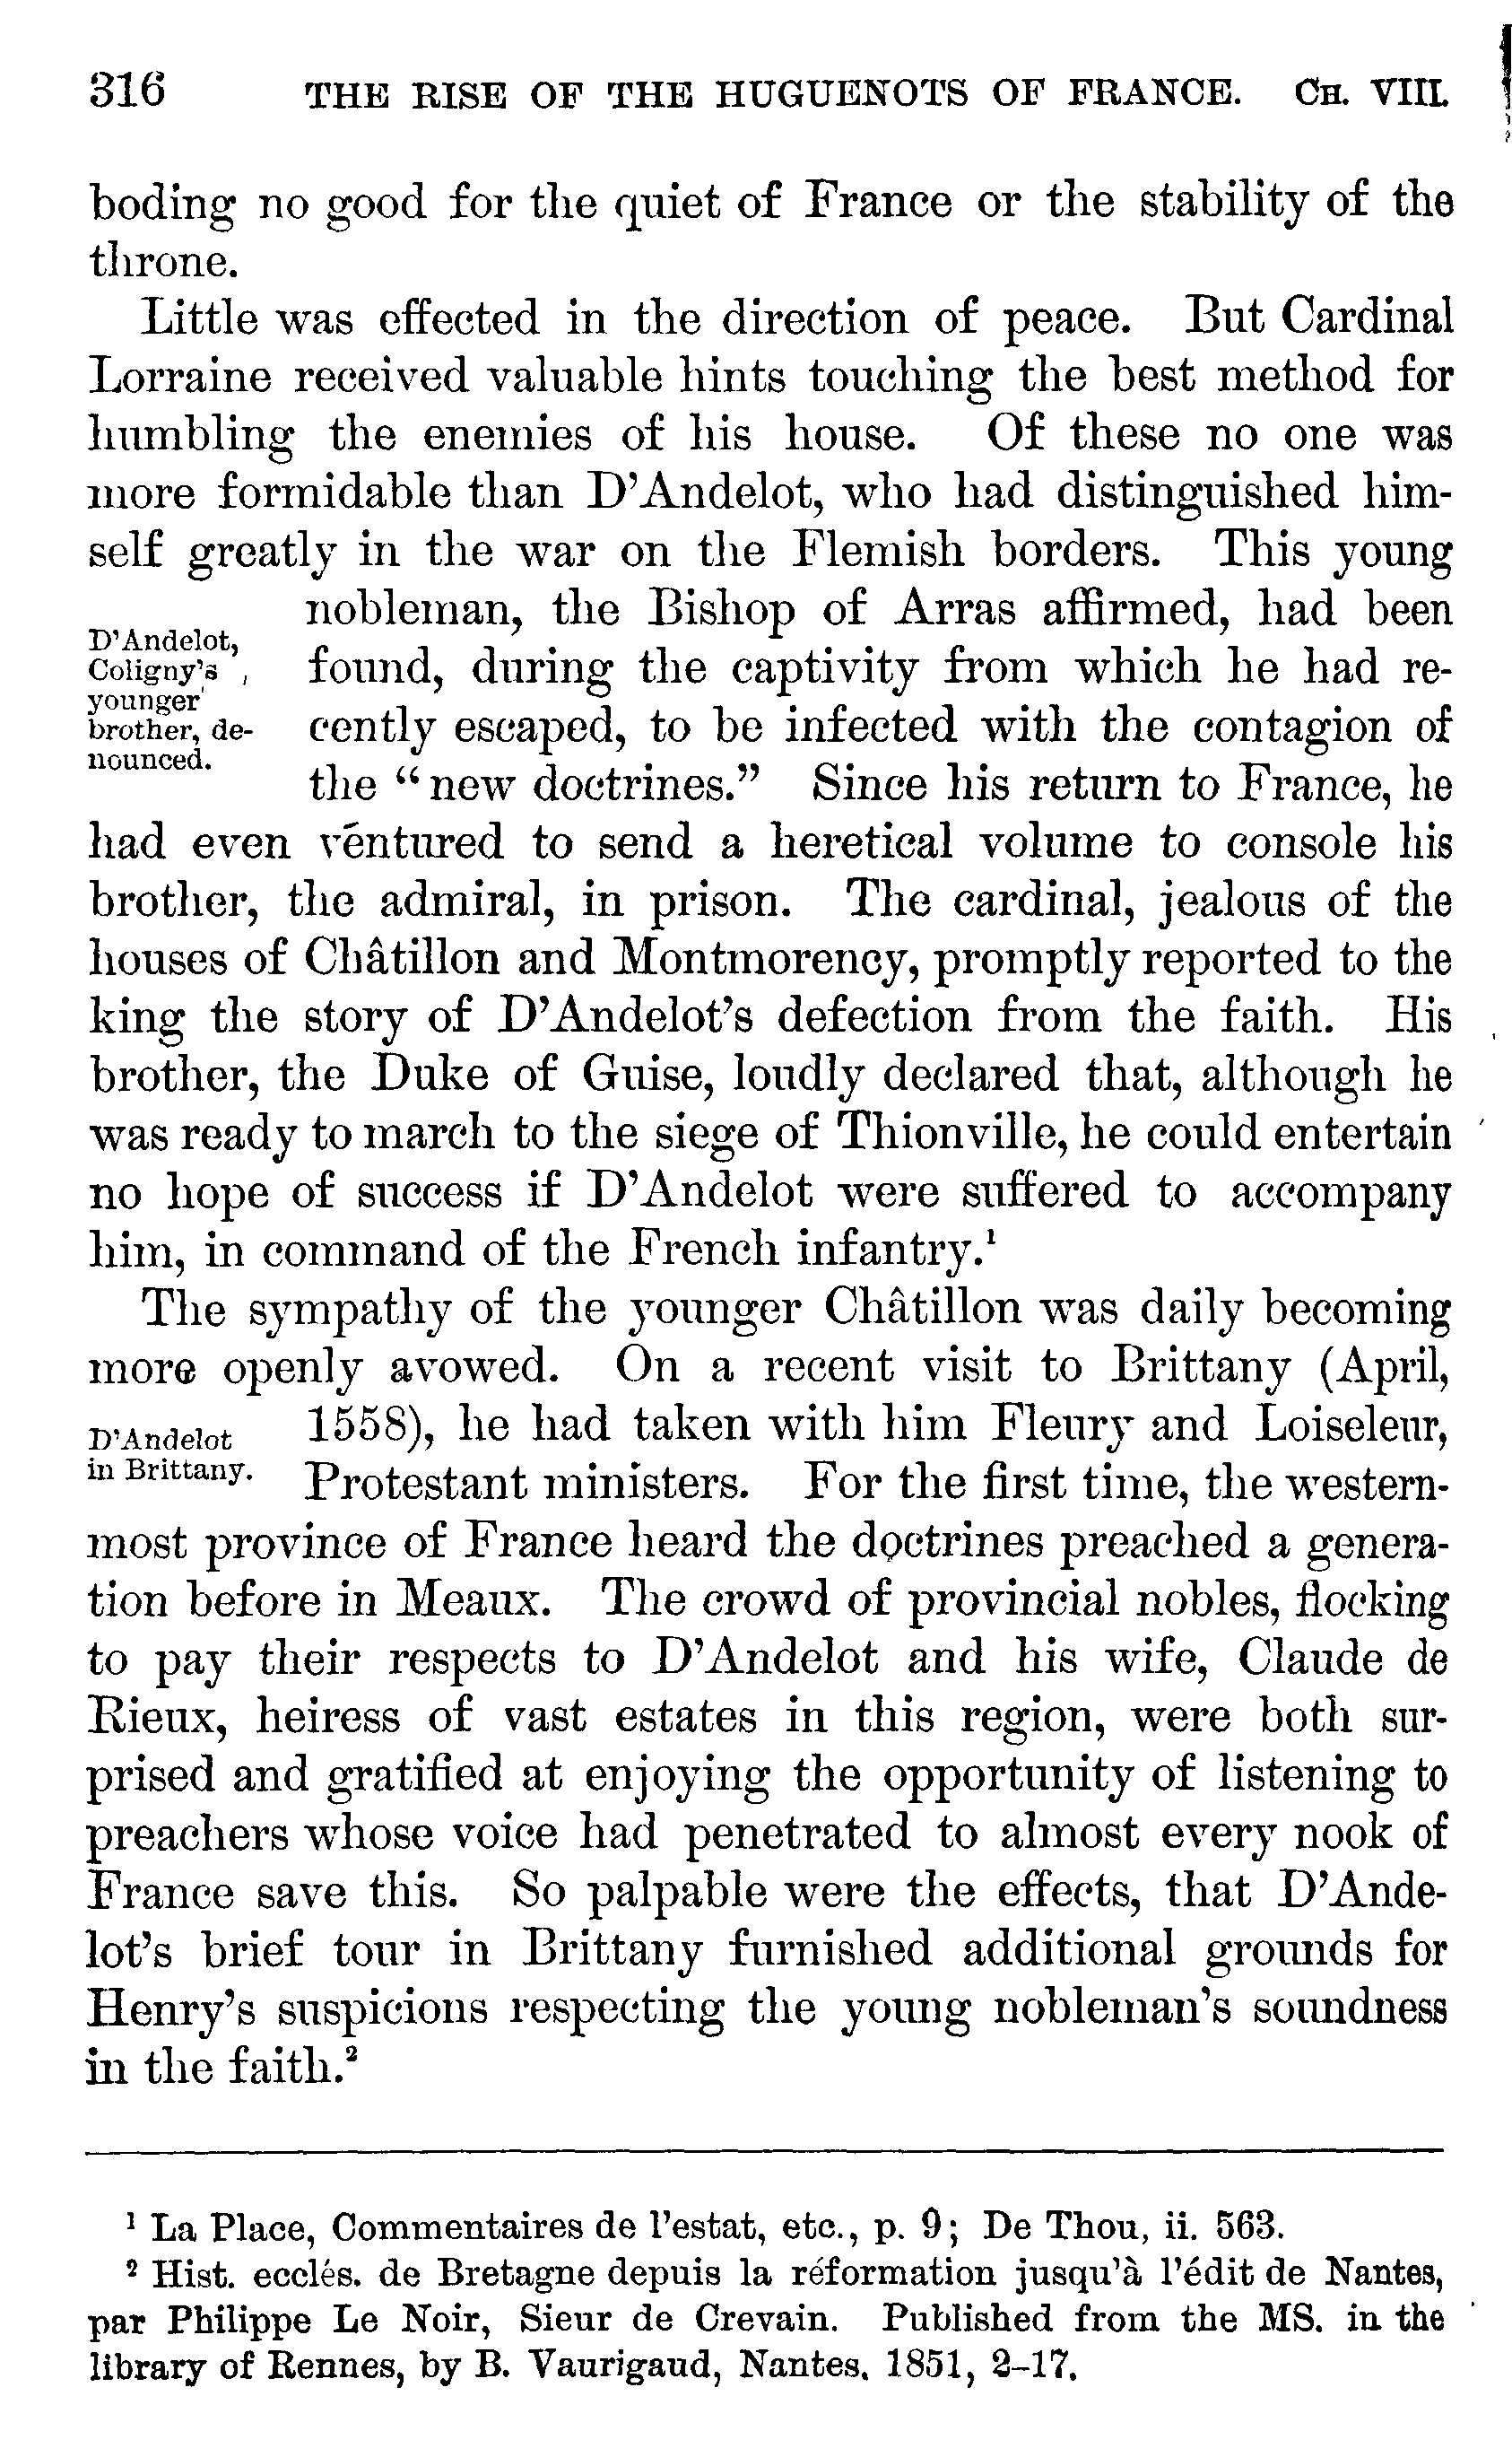 316 THE RISE OF THE HUGUENOTS OF FRANCE. CH. VIII.
boding no good for the quiet of France or the stability of the
throne.
Little was effected in the direction of peace. But Cardinal
Lorraine received valuable hints touching the best method for
humbling the enemies of his house. Of these no one was
more formidable than D'Andelot, who had distinguished him-
self greatly in the war on the Flemish borders. This young
nobleman, the Bishop of Arras affirmed, had been
D'Andelot,
Coligny's
younger
brother, de-
nounced.
found, during the captivity from which he had re-
cently escaped, to be infected with the contagion of
the "new doctrines." Since his return to France, he
had even ventured to send a heretical volume to console his
brother, the admiral, in prison. The cardinal, jealous of the
houses of Châtillon and Montmorency, promptly reported to the
king the story of D'Andelot's defection from the faith. His
brother, the Duke of Guise, loudly declared that, although he
was ready to march to the siege of Thionville, he could entertain
no hope of success if D'Andelot were suffered to accompany
him, in command of the French infantry.¹
The sympathy of the younger Châtillon was daily becoming
more openly avowed. On a recent visit to Brittany (April,
D'Andelot
in Brittany.
1558), he had taken with him Fleury and Loiseleur,
Protestant ministers. For the first time, the western-
most province of France heard the doctrines preached a genera-
tion before in Meaux. The crowd of provincial nobles, flocking
to pay their respects to D'Andelot and his wife, Claude de
Rieux, heiress of vast estates in this region, were both sur-
prised and gratified at enjoying the opportunity of listening to
preachers whose voice had penetrated to almost every nook of
France save this. So palpable were the effects, that D'Ande-
lot's brief tour in Brittany furnished additional grounds for
Henry's suspicions respecting the young nobleman's soundness
in the faith.²
¹ La Place, Commentaires de l'estat, etc., p. 9; De Thou, ii. 563.
² Hist. ecclés. de Bretagne depuis la réformation jusqu'à l'édit de Nantes,
par Philippe Le Noir, Sieur de Crevain. Published from the MS. in the
library of Rennes, by B. Vaurigaud, Nantes, 1851, 2–17.